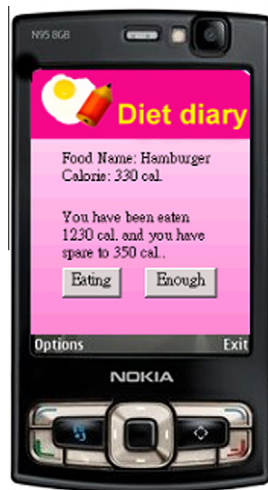 N95 8GB
Diet diary
Food Name: Hamburger
Calorie: 330 cal.
You have been eaten
1230 cal. and you have
spare to 350 cal..
Eating Enough
Options Exit
NOKIA